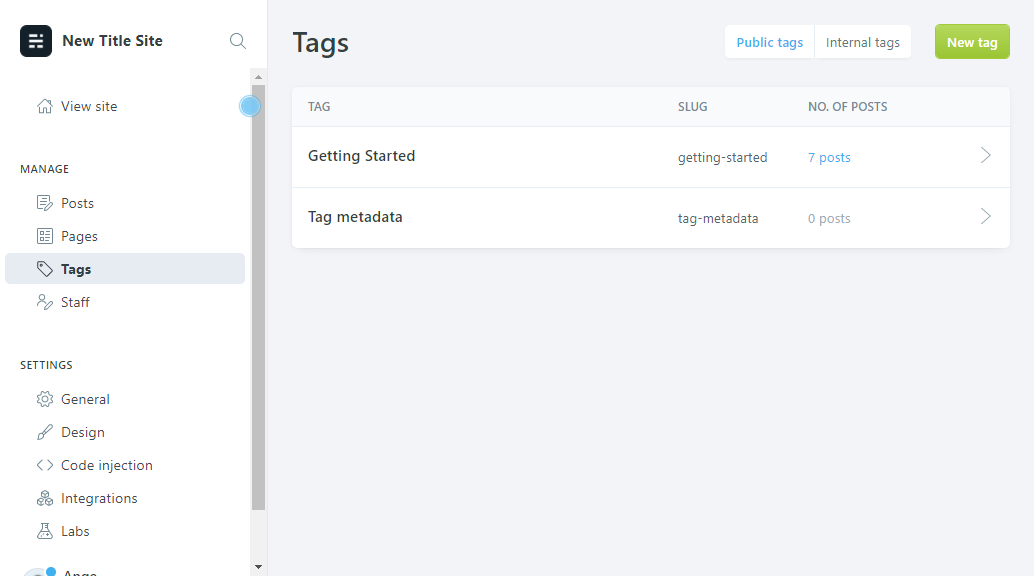 New Title Site
View site
MANAGE
Posts
Pages
Tags
Staff
SETTINGS
General
Design
Code injection
Integrations
Labs
Tags
Public tags
Internal tags
New tag
TAG SLUG NO. OF POSTS
Getting Started getting-started 7 posts
Tag metadata tag-metadata 0 posts